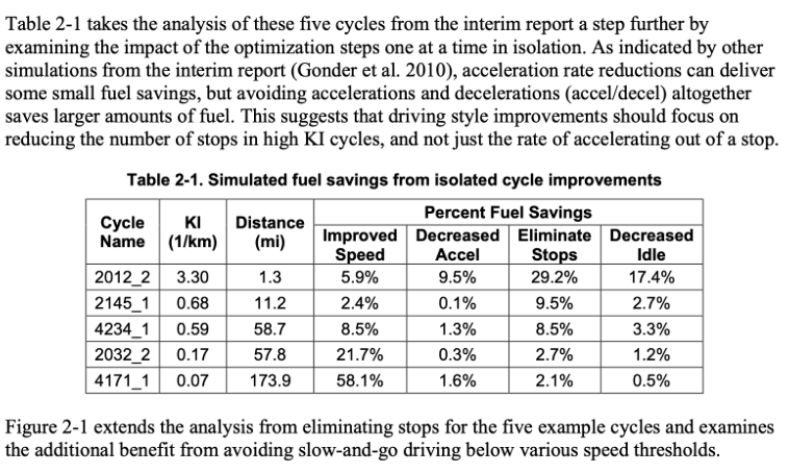 Table 2-1 takes the analysis of these five cycles from the interim report a step further by
examining the impact of the optimization steps one at a time in isolation. As indicated by other
simulations from the interim report (Gonder et al. 2010), acceleration rate reductions can deliver
some small fuel savings, but avoiding accelerations and decelerations (accel/decel) altogether
saves larger amounts of fuel. This suggests that driving style improvements should focus on
reducing the number of stops in high KI cycles, and not just the rate of accelerating out of a stop.
Table 2-1. Simulated fuel savings from isolated cycle improvements
Cycle Name KI (1/km) Distance (mi) Percent Fuel Savings
Improved Speed Decreased Accel Eliminate Stops Decreased Idle
2012_2 3.30 1.3 5.9% 9.5% 29.2% 17.4%
2145_1 0.68 11.2 2.4% 0.1% 9.5% 2.7%
4234_1 0.59 58.7 8.5% 1.3% 8.5% 3.3%
2032_2 0.17 57.8 21.7% 0.3% 2.7% 1.2%
4171_1 0.07 173.9 58.1% 1.6% 2.1% 0.5%
Figure 2-1 extends the analysis from eliminating stops for the five example cycles and examines
the additional benefit from avoiding slow-and-go driving below various speed thresholds.